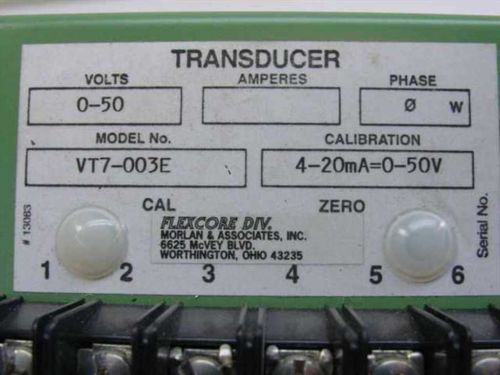 TRANSDUCER
VOLTS AMPERES PHASE
0-50 Ø W
MODEL No. CALIBRATION
VT7-003E 4-20mA=0-50V
CAL ZERO
FLEXCORE DIV.
MORLAN & ASSOCIATES, INC.
6625 McVEY BLVD.
WORTHINGTON, OHIO 43235
# 13083
Serial No.
1 2 3 4 5 6